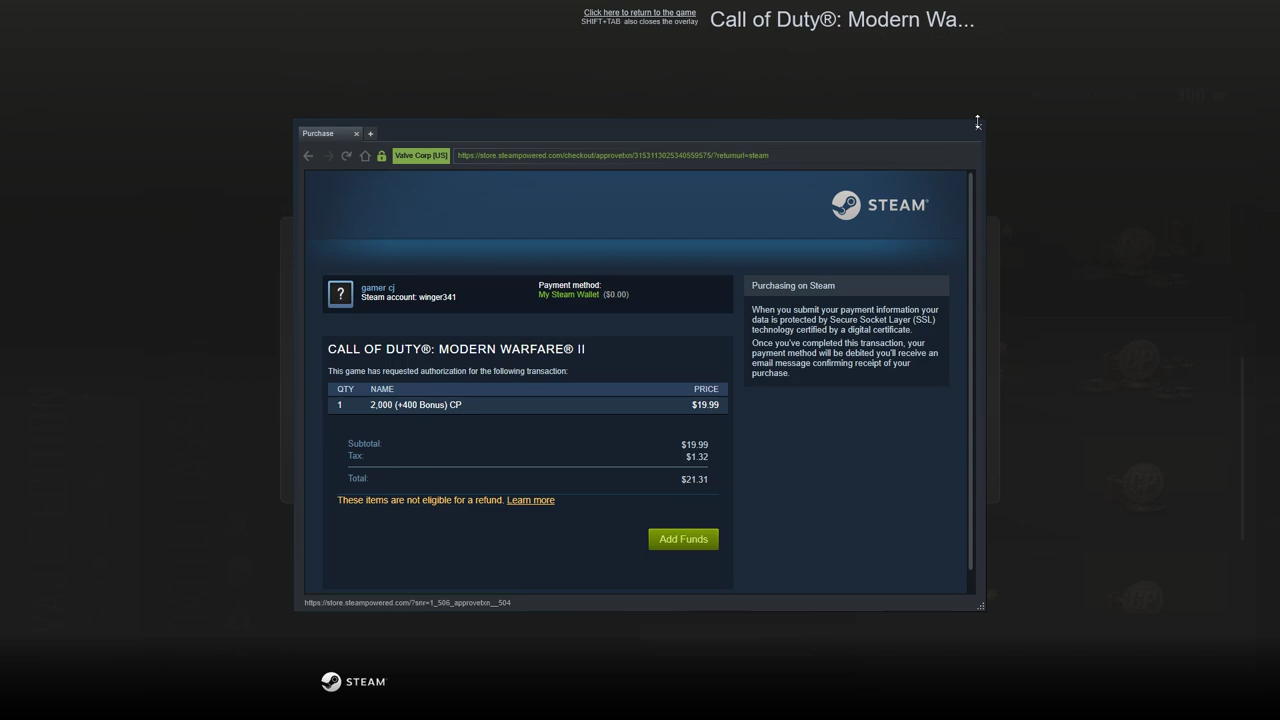 Click here to return to the game
SHIFT+TAB also closes the overlay
Call of Duty®: Modern Wa...
Purchase
Valve Corp [US]
https://store.steampowered.com/checkout/approvetxn/3153113025340559575/?returnurl=steam
STEAM®
?
gamer cj
Steam account: winger341
Payment method:
My Steam Wallet ($0.00)
CALL OF DUTY®: MODERN WARFARE® II
This game has requested authorization for the following transaction:
QTY NAME PRICE
1 2,000 (+400 Bonus) CP $19.99
Subtotal: $19.99
Tax: $1.32
Total: $21.31
These items are not eligible for a refund. Learn more
Add Funds
Purchasing on Steam
When you submit your payment information your
data is protected by Secure Socket Layer (SSL)
technology certified by a digital certificate.
Once you've completed this transaction, your
payment method will be debited you'll receive an
email message confirming receipt of your
purchase.
https://store.steampowered.com/?snr=1_506_approvetxn__504
STEAM®